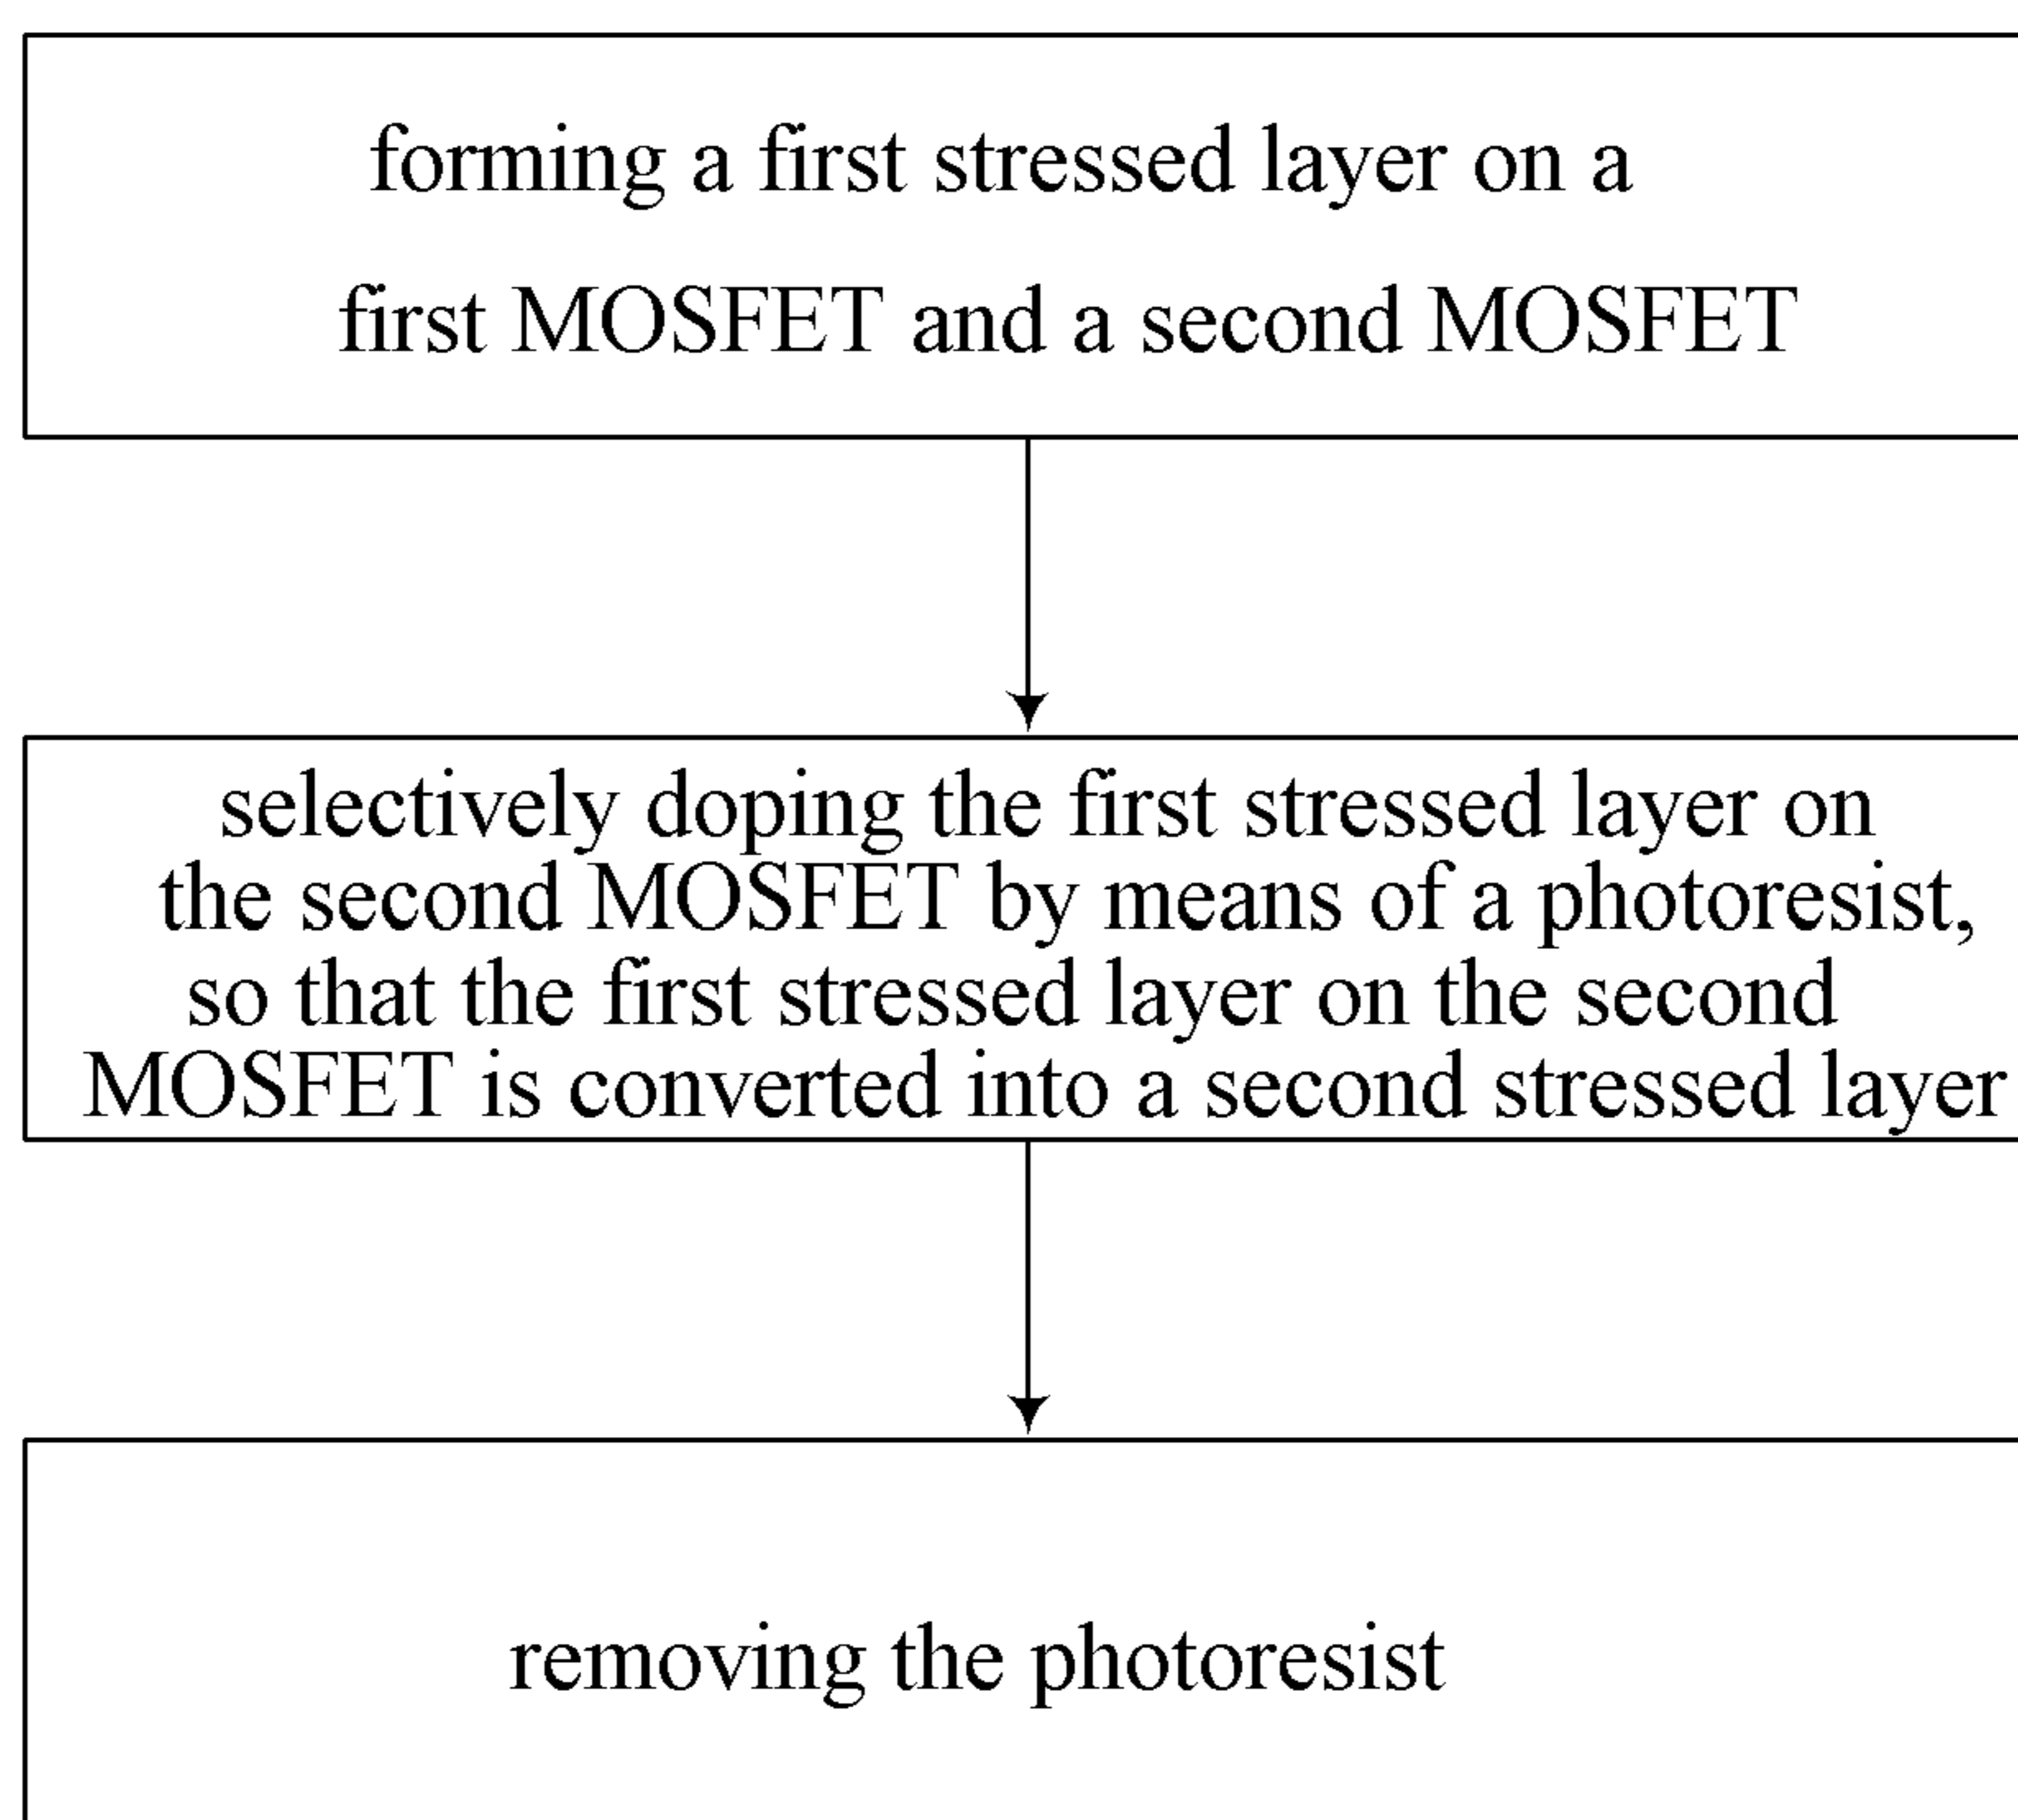 forming a first stressed layer on a
first MOSFET and a second MOSFET
selectively doping the first stressed layer on
the second MOSFET by means of a photoresist,
so that the first stressed layer on the second
MOSFET is converted into a second stressed layer
removing the photoresist